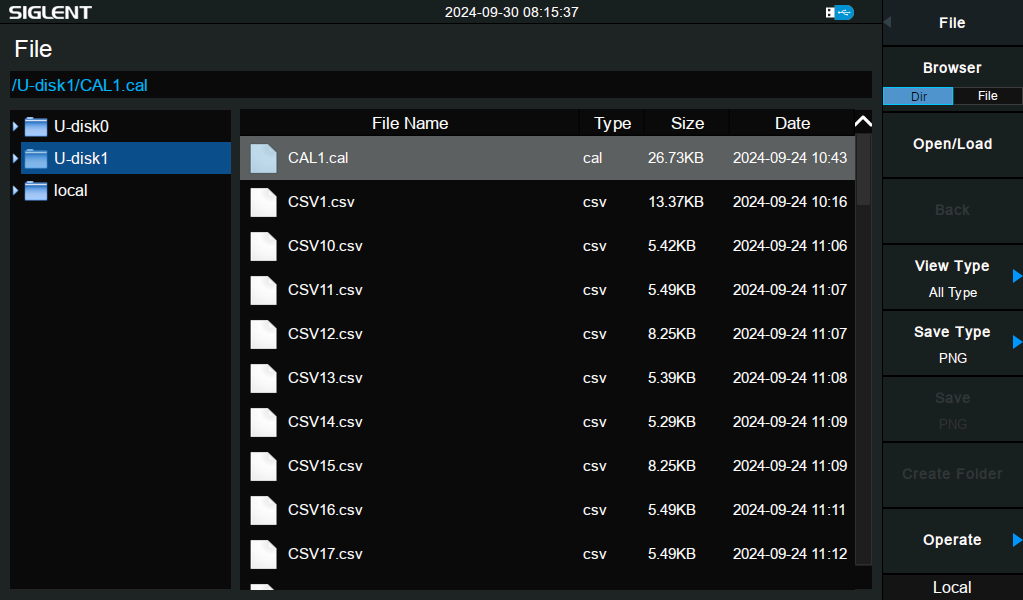 SIGLENT 2024-09-30 08:15:37
File
/U-disk1/CAL1.cal
U-disk0
U-disk1
local
File Name Type Size Date
CAL1.cal cal 26.73KB 2024-09-24 10:43
CSV1.csv csv 13.37KB 2024-09-24 10:16
CSV10.csv csv 5.42KB 2024-09-24 11:06
CSV11.csv csv 5.49KB 2024-09-24 11:07
CSV12.csv csv 8.25KB 2024-09-24 11:07
CSV13.csv csv 5.39KB 2024-09-24 11:08
CSV14.csv csv 5.29KB 2024-09-24 11:09
CSV15.csv csv 8.25KB 2024-09-24 11:09
CSV16.csv csv 5.49KB 2024-09-24 11:11
CSV17.csv csv 5.49KB 2024-09-24 11:12
File
Browser
Dir File
Open/Load
Back
View Type
All Type
Save Type
PNG
Save
PNG
Create Folder
Operate
Local